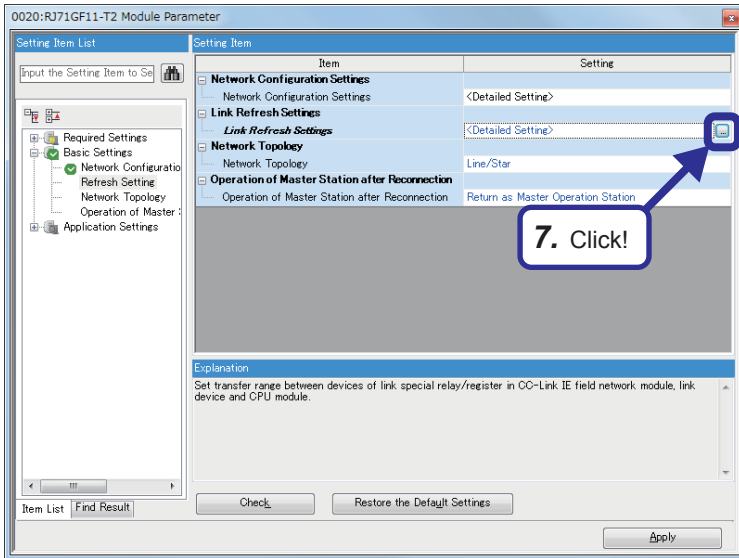 0020:RJ71GF11-T2 Module Parameter
Setting Item List
Input the Setting Item to Se
Required Settings
Basic Settings
Network Configuratio
Refresh Setting
Network Topology
Operation of Master
Application Settings
Item List
Find Result
Setting Item
Item Setting
Network Configuration Settings
Network Configuration Settings <Detailed Setting>
Link Refresh Settings
Link Refresh Settings <Detailed Setting>
Network Topology
Network Topology Line/Star
Operation of Master Station after Reconnection
Operation of Master Station after Reconnection Return as Master Operation Station
7. Click!
Explanation
Set transfer range between devices of link special relay/register in CC-Link IE field network module, link
device and CPU module.
Check
Restore the Default Settings
Apply